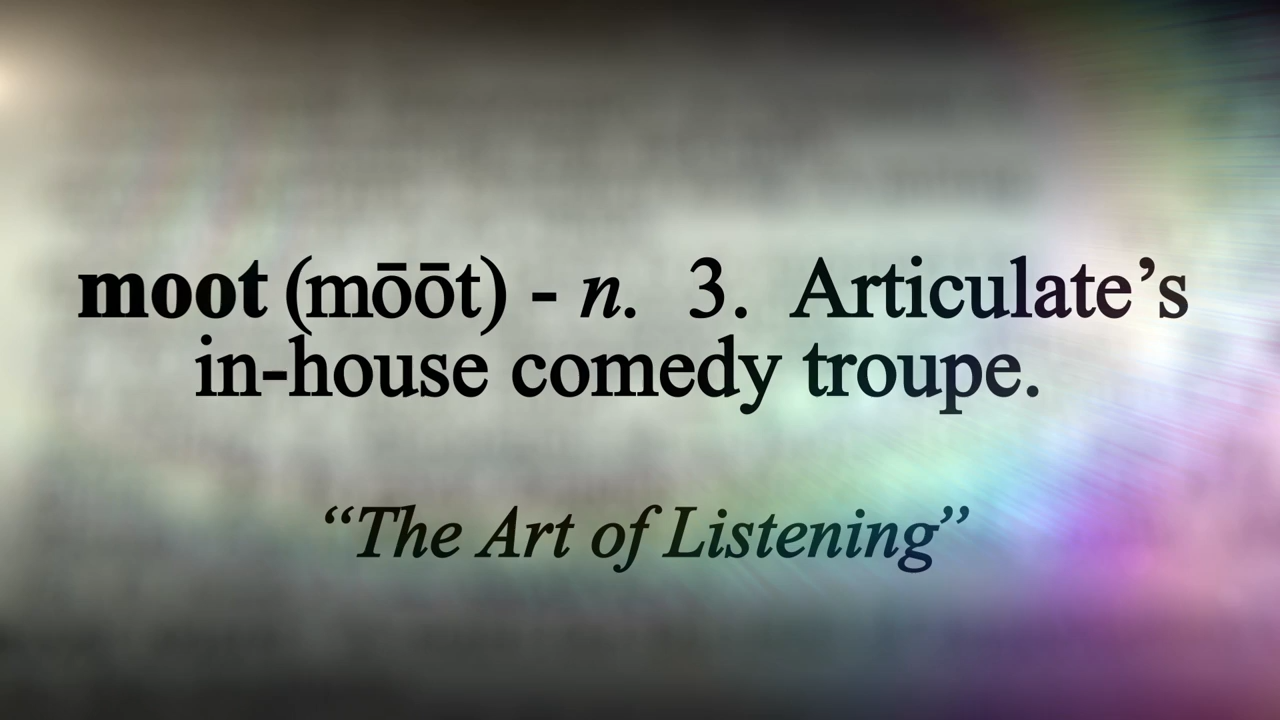 moot (mōōt) - n.  3.  Articulate’s
in-house comedy troupe.
“The Art of Listening”